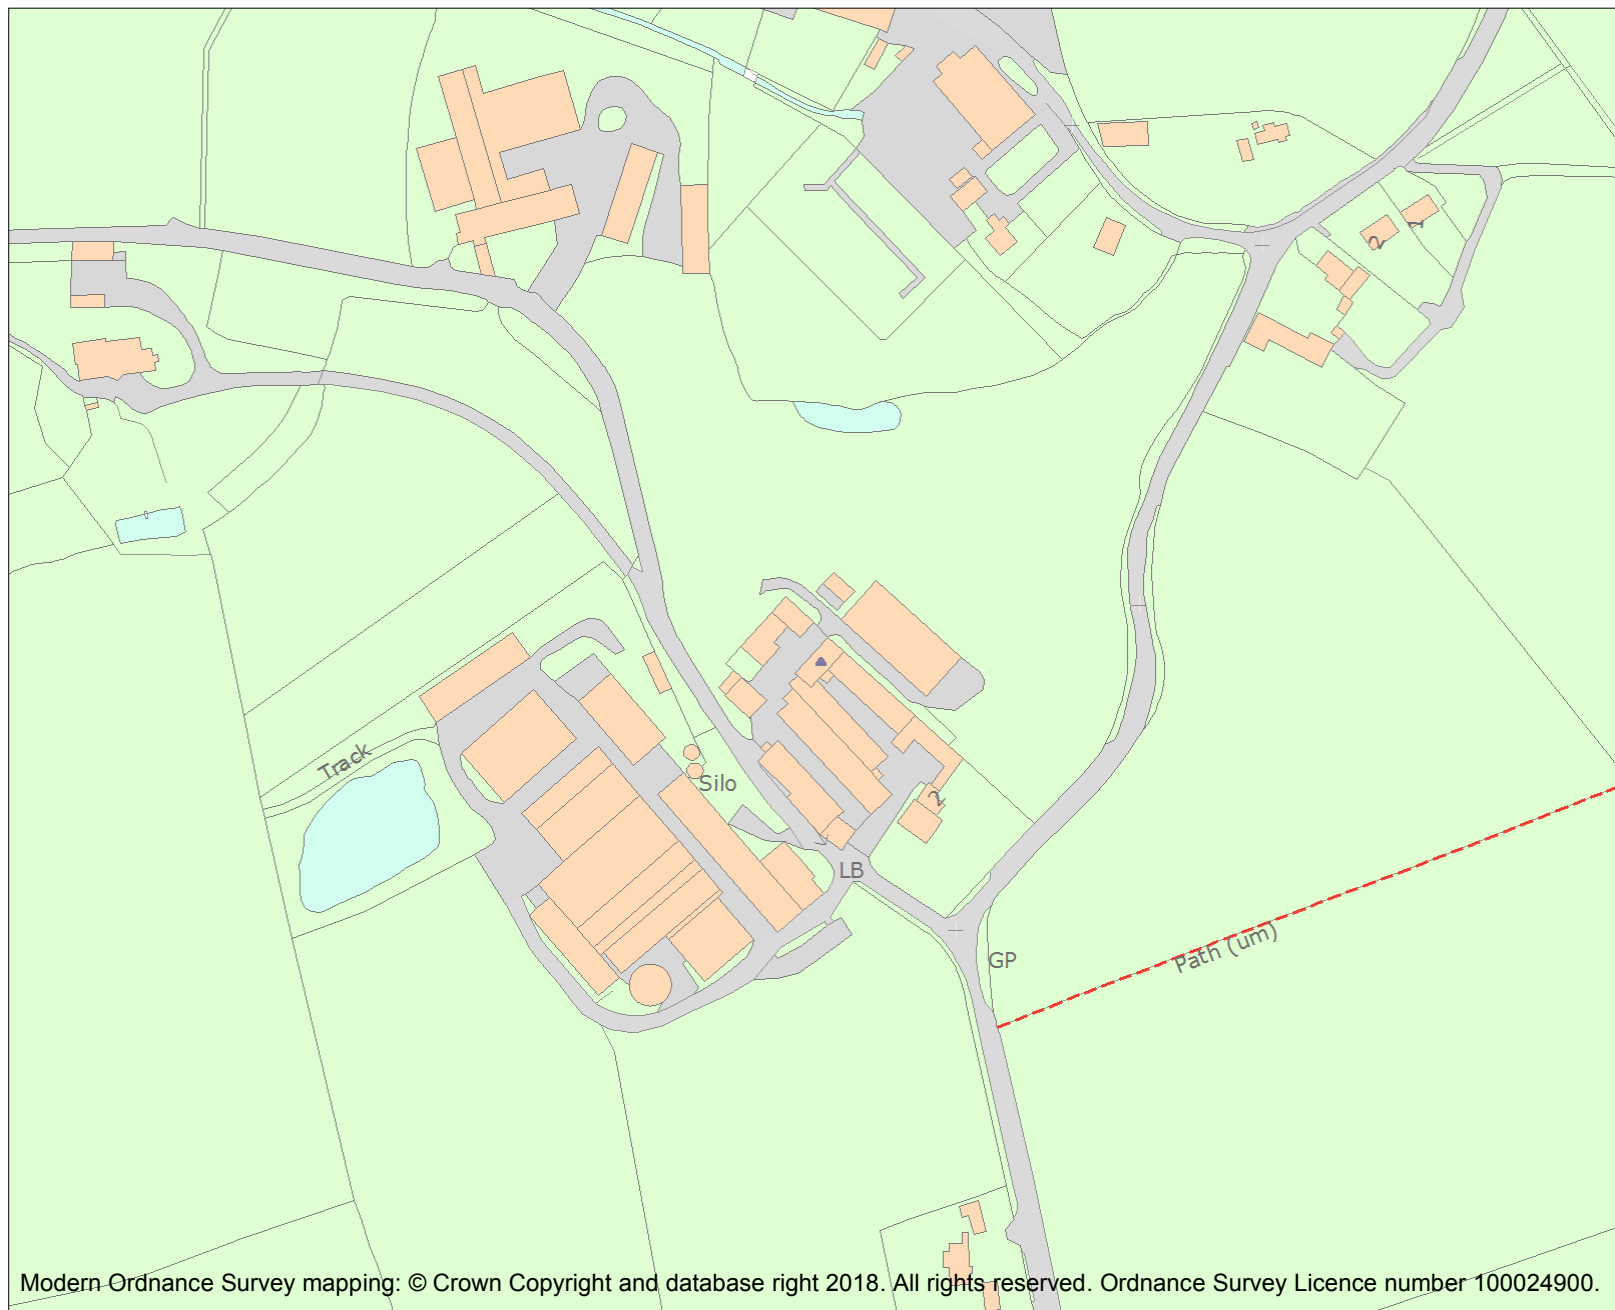 2
1
Track
Silo
2
LB
GP
Path (um)
Modern Ordnance Survey mapping: © Crown Copyright and database right 2018. All rights reserved. Ordnance Survey Licence number 100024900.